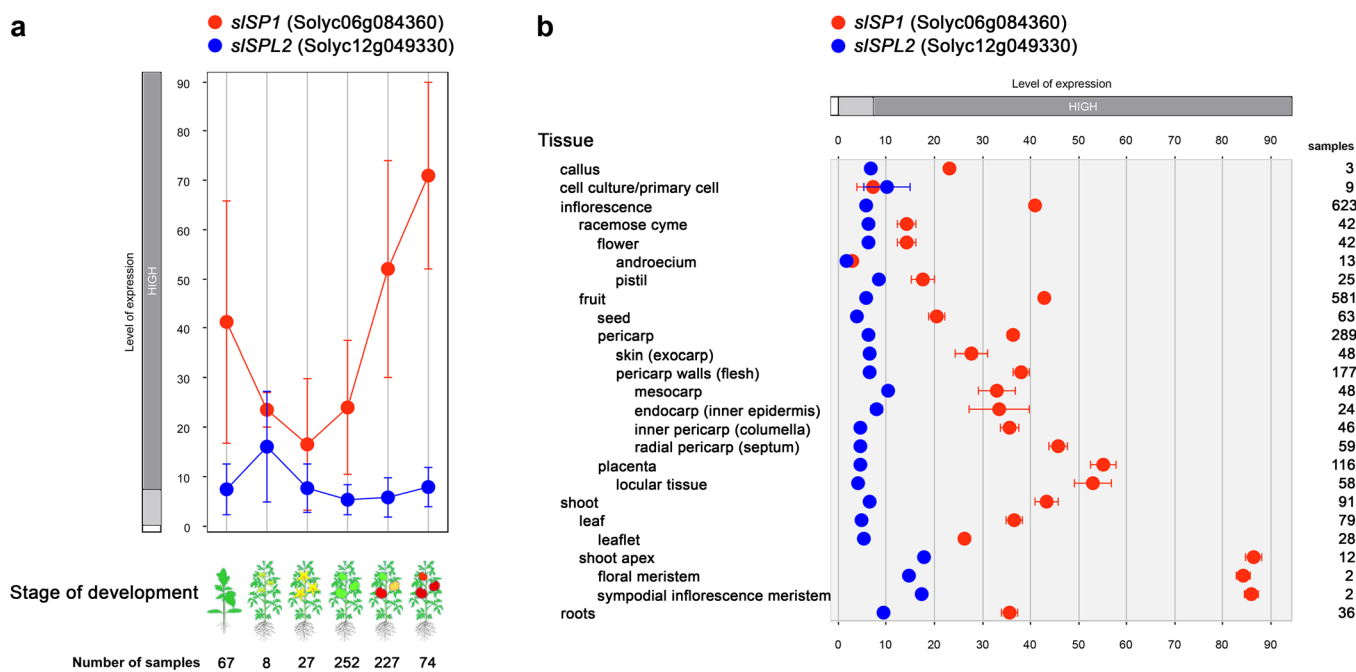 a
slSP1 (Solyc06g084360)
slSPL2 (Solyc12g049330)
Level of expression
HIGH
90
80
70
60
50
40
30
20
10
0
Stage of development
Number of samples 67 8 27 252 227 74
b
slSP1 (Solyc06g084360)
slSPL2 (Solyc12g049330)
Level of expression
HIGH
Tissue 0 10 20 30 40 50 60 70 80 90 samples
callus 3
cell culture/primary cell 9
inflorescence 623
racemose cyme 42
flower 42
androecium 13
pistil 25
fruit 581
seed 63
pericarp 289
skin (exocarp) 48
pericarp walls (flesh) 177
mesocarp 48
endocarp (inner epidermis) 24
inner pericarp (columella) 46
radial pericarp (septum) 59
placenta 116
locular tissue 58
shoot 91
leaf 79
leaflet 28
shoot apex 12
floral meristem 2
sympodial inflorescence meristem 2
roots 36
0 10 20 30 40 50 60 70 80 90